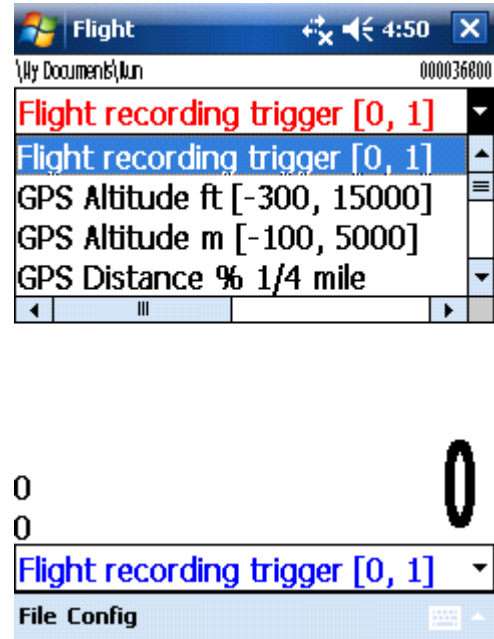 Flight 4:50
\My Documents\Run 000036800
Flight recording trigger [0, 1]
Flight recording trigger [0, 1]
GPS Altitude ft [-300, 15000]
GPS Altitude m [-100, 5000]
GPS Distance % 1/4 mile
0
0
0
Flight recording trigger [0, 1]
File Config